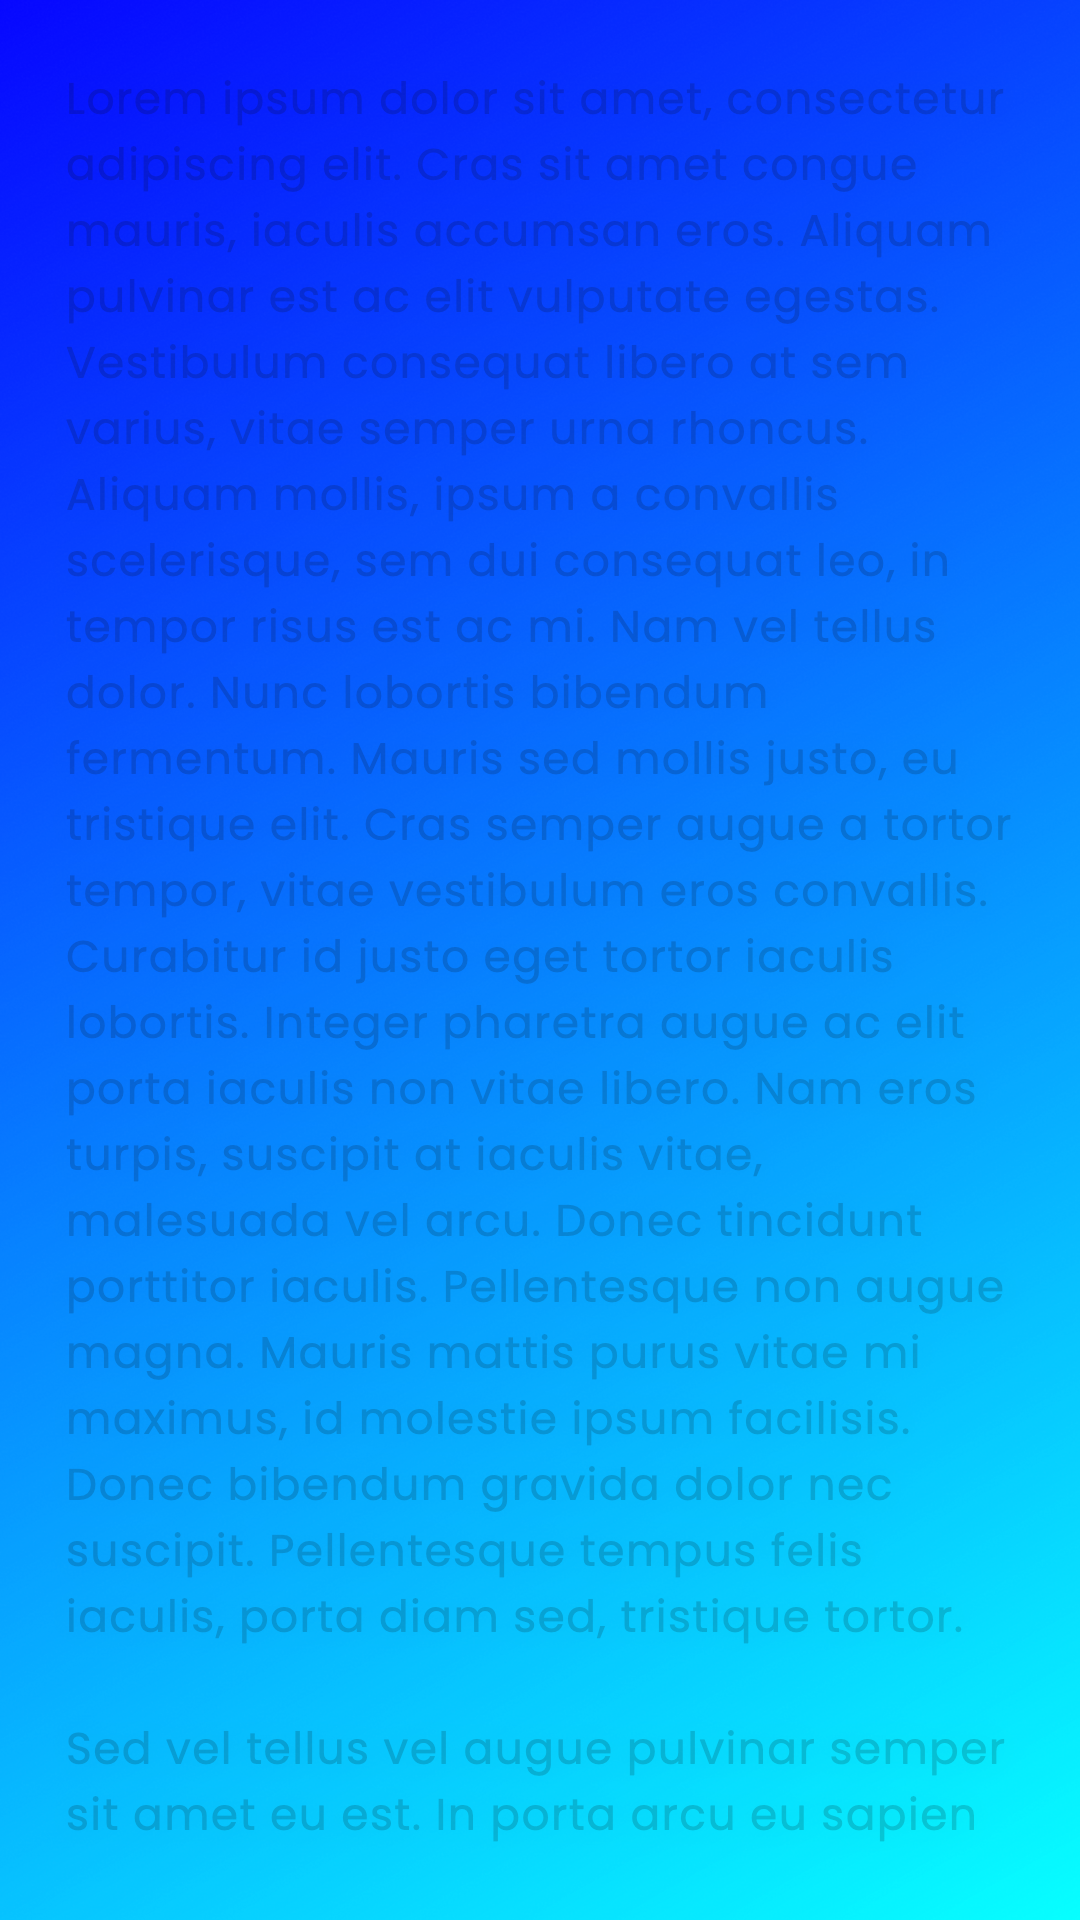 Lorem ipsum dolor sit amet, consectetur
adipiscing elit. Cras sit amet congue
mauris, iaculis accumsan eros. Aliquam
pulvinar est ac elit vulputate egestas.
Vestibulum consequat libero at sem
varius, vitae semper urna rhoncus.
Aliquam mollis, ipsum a convallis
scelerisque, sem dui consequat leo, in
tempor risus est ac mi. Nam vel tellus
dolor. Nunc lobortis bibendum
fermentum. Mauris sed mollis justo, eu
tristique elit. Cras semper augue a tortor
tempor, vitae vestibulum eros convallis.
Curabitur id justo eget tortor iaculis
lobortis. Integer pharetra augue ac elit
porta iaculis non vitae libero. Nam eros
turpis, suscipit at iaculis vitae,
malesuada vel arcu. Donec tincidunt
porttitor iaculis. Pellentesque non augue
magna. Mauris mattis purus vitae mi
maximus, id molestie ipsum facilisis.
Donec bibendum gravida dolor nec
suscipit. Pellentesque tempus felis
iaculis, porta diam sed, tristique tortor.
Sed vel tellus vel augue pulvinar semper
sit amet eu est. In porta arcu eu sapien